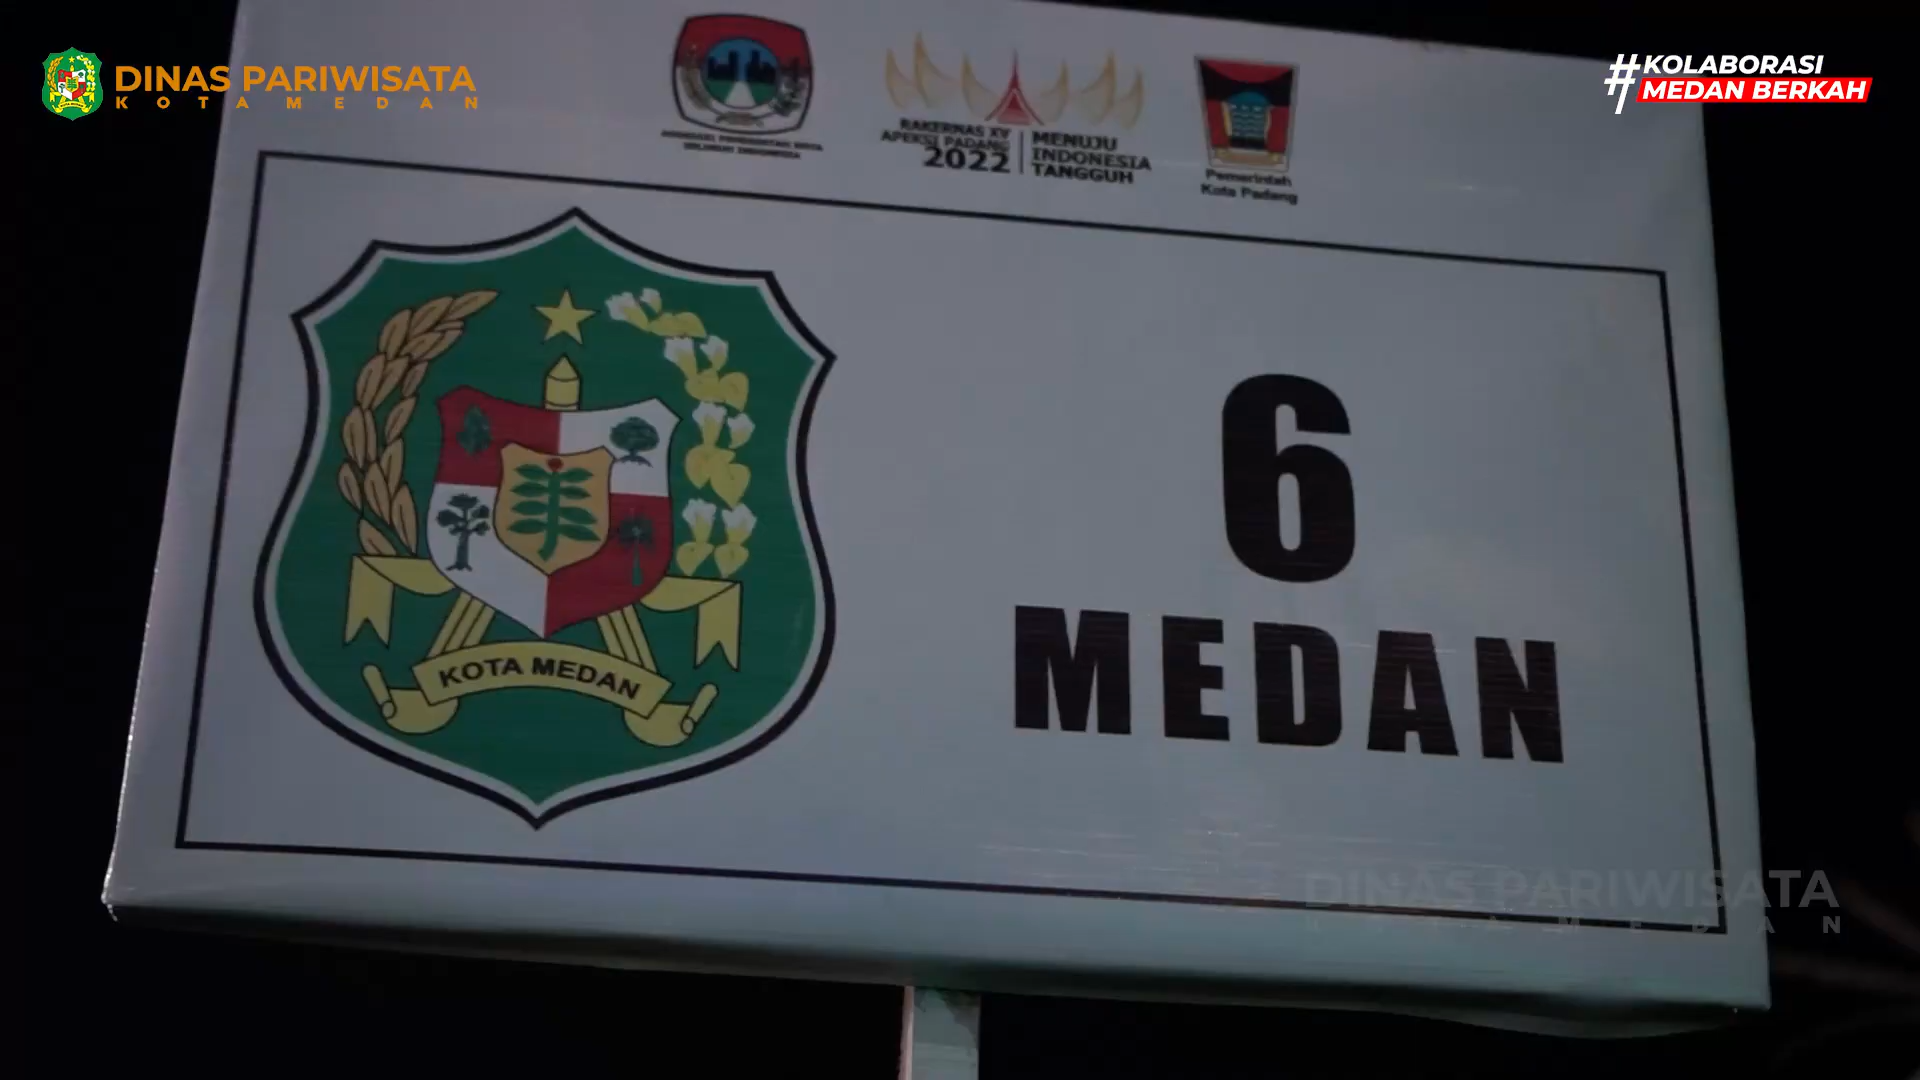 DINAS PARIWISATA
KOTA MEDAN
#KOLABORASI
MEDAN BERKAH
RAKERNAS XV
APEKSI PADANG
2022
MENUJU
INDONESIA
TANGGUH
Pemerintah
Kota Padang
6
MEDAN
KOTA MEDAN
DINAS PARIWISATA
KOTA MEDAN